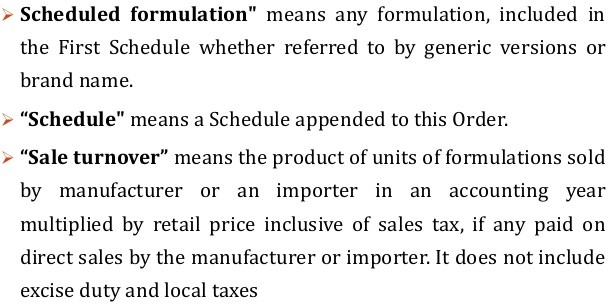 ➢ Scheduled formulation" means any formulation, included in
the First Schedule whether referred to by generic versions or
brand name.
➢ “Schedule" means a Schedule appended to this Order.
➢ “Sale turnover” means the product of units of formulations sold
by manufacturer or an importer in an accounting year
multiplied by retail price inclusive of sales tax, if any paid on
direct sales by the manufacturer or importer. It does not include
excise duty and local taxes